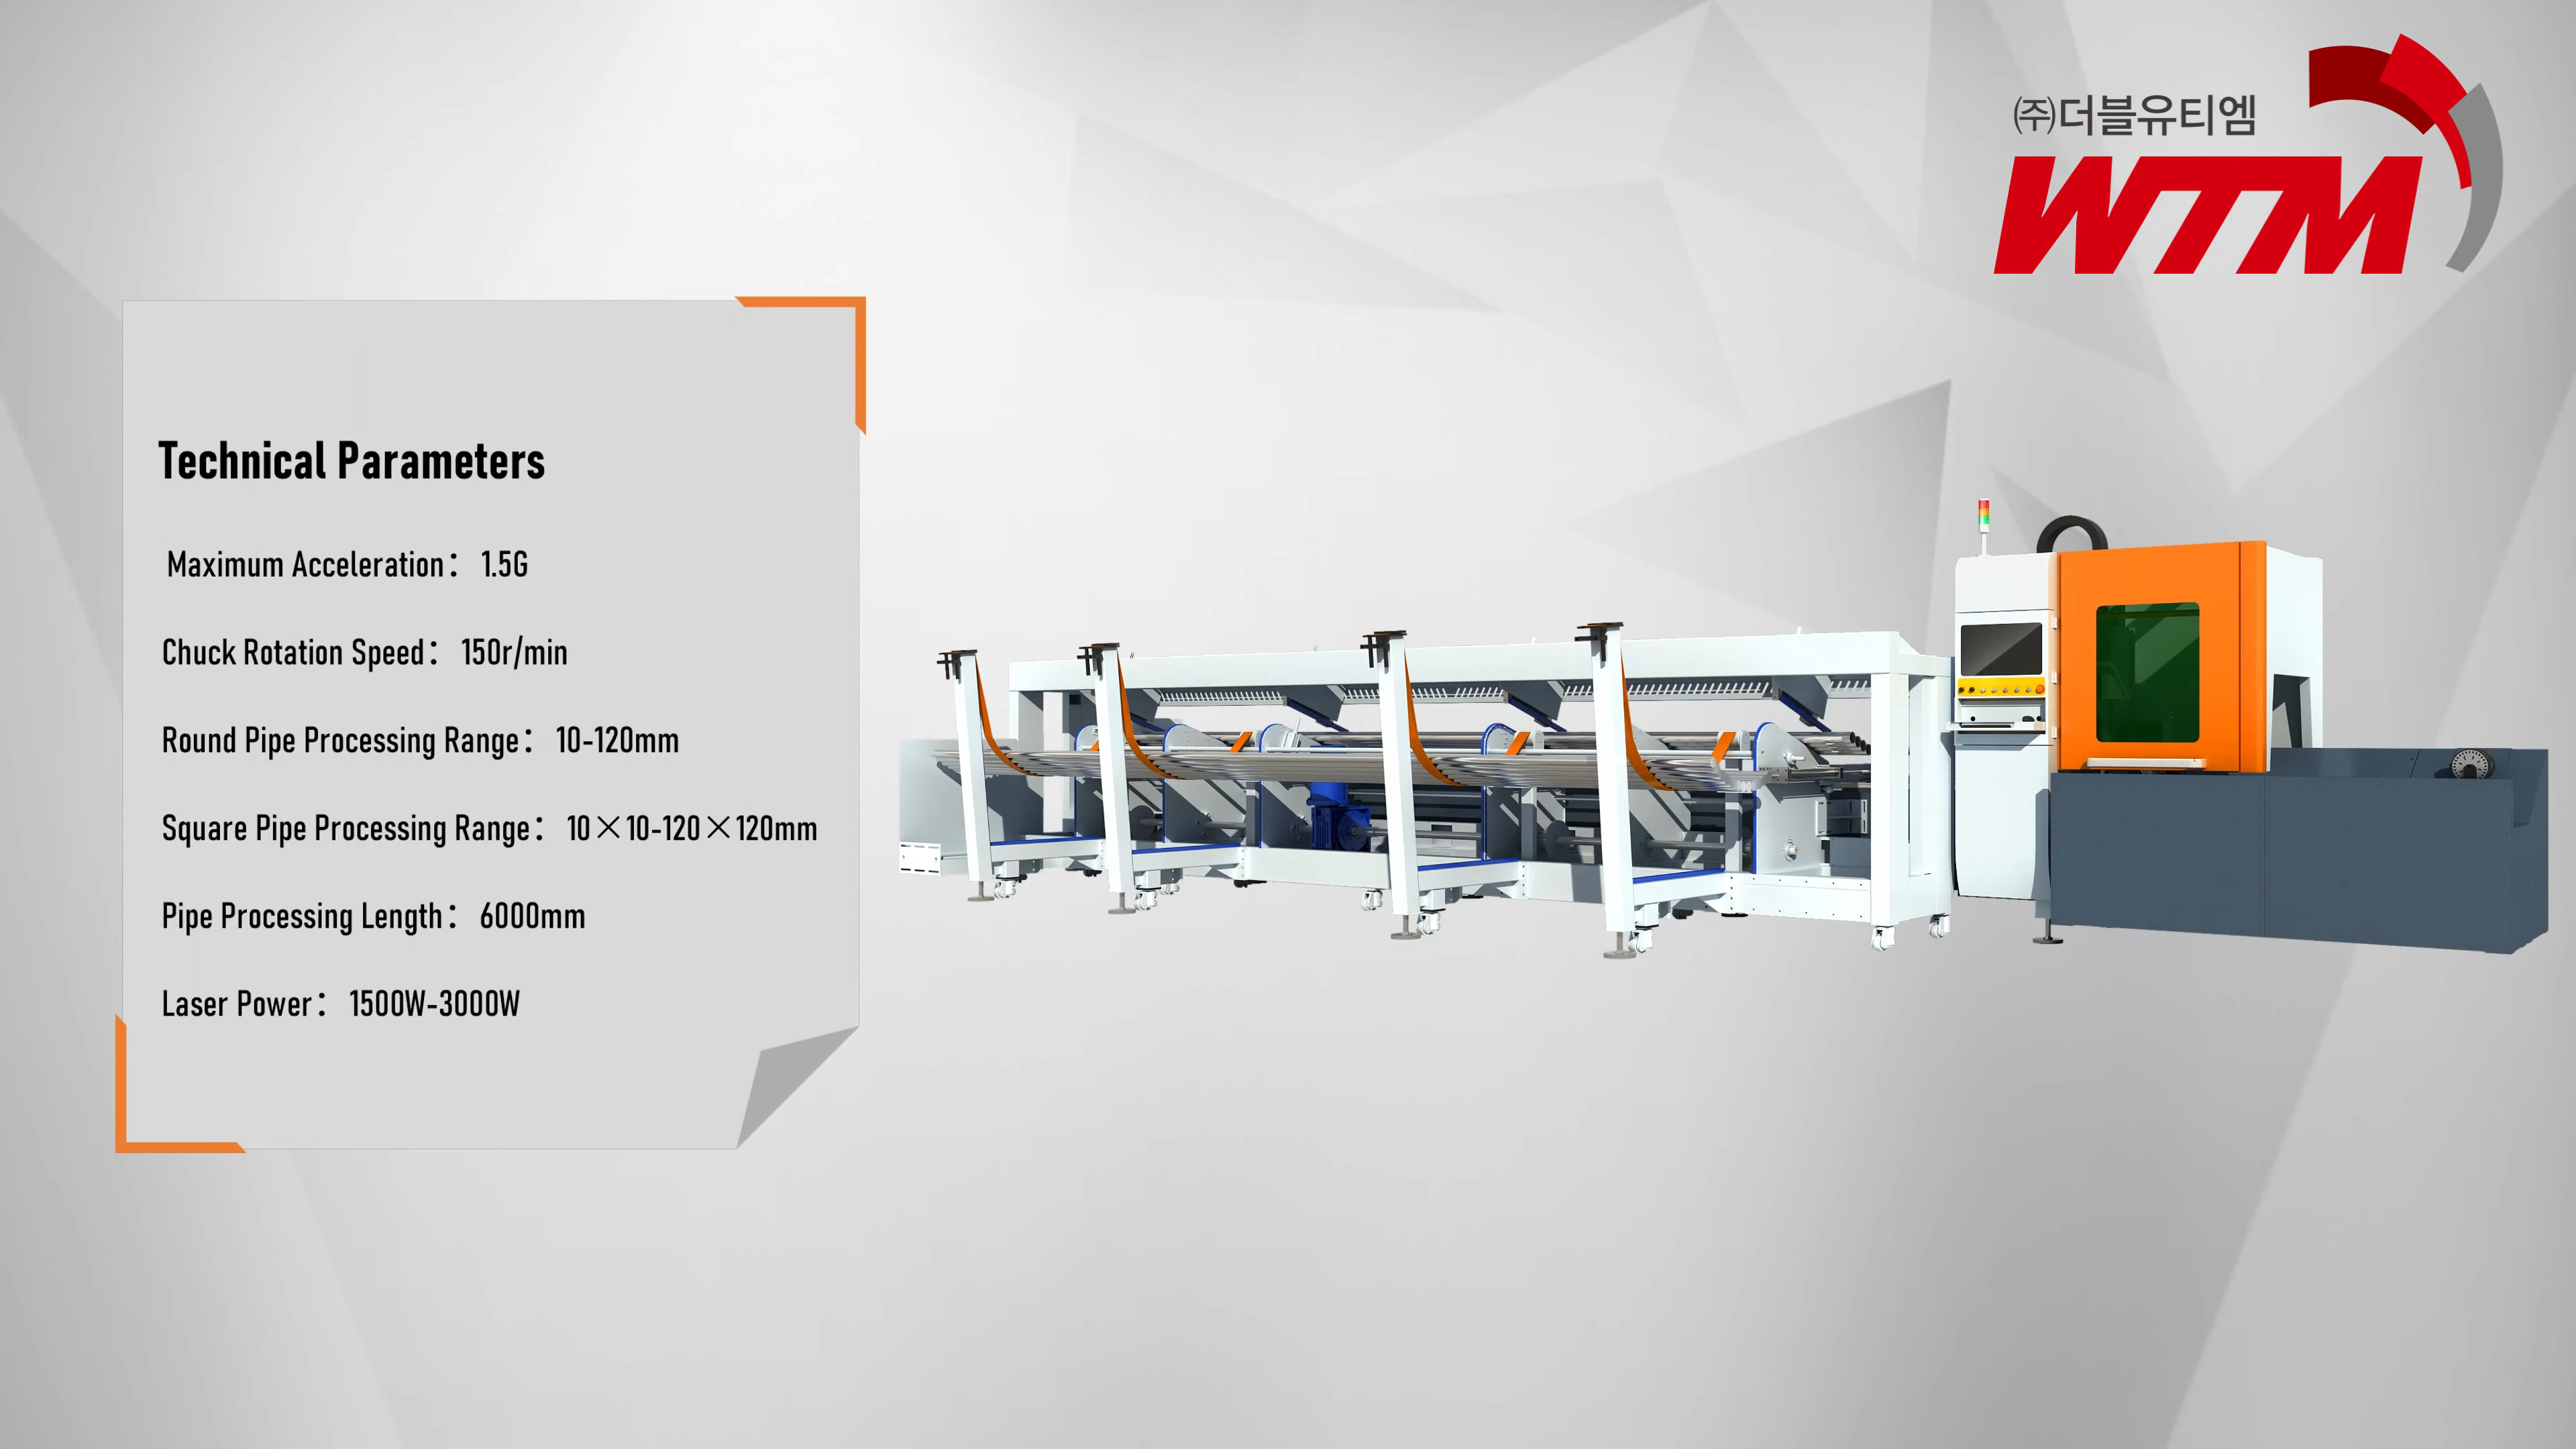 ㈜더블유티엠
WTM
Technical Parameters
Maximum Acceleration： 1.5G
Chuck Rotation Speed： 150r/min
Round Pipe Processing Range： 10-120mm
Square Pipe Processing Range： 10×10-120×120mm
Pipe Processing Length： 6000mm
Laser Power： 1500W-3000W